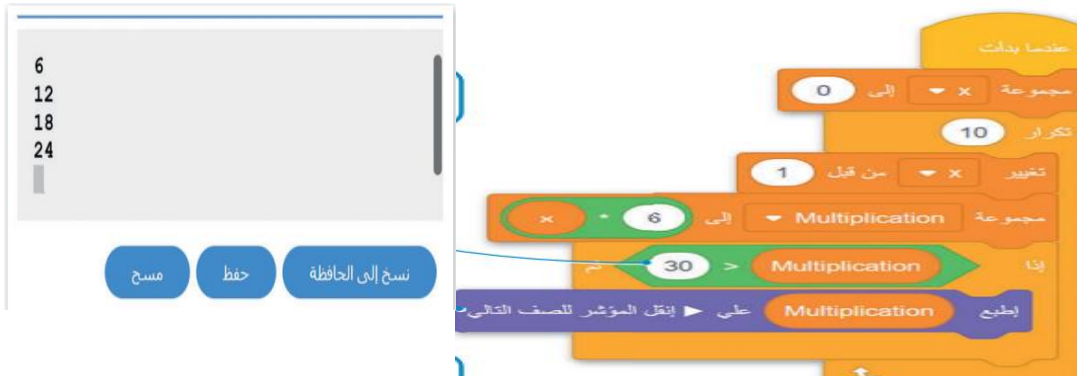 6
12
18
24
نسخ إلى الحافظة
حفظ
مسح
عندما بدأت
مجموعة x إلى 0
تكرار 10
تغيير x من قبل 1
مجموعة Multiplication إلى 6 * x
إذا Multiplication > 30 ثم
إطبع Multiplication علي ◄ إنقل المؤشر للصف التالي